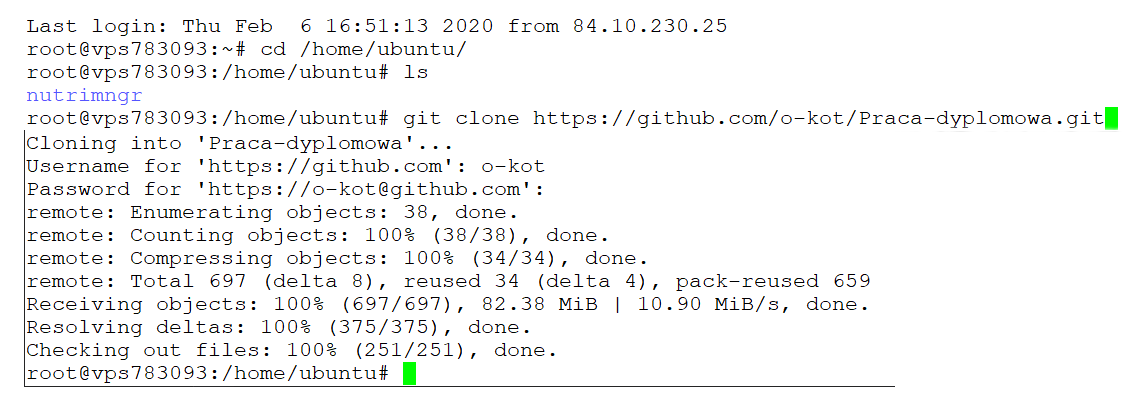 Last login: Thu Feb  6 16:51:13 2020 from 84.10.230.25
root@vps783093:~# cd /home/ubuntu/
root@vps783093:/home/ubuntu# ls
nutrimngr
root@vps783093:/home/ubuntu# git clone https://github.com/o-kot/Praca-dyplomowa.git
Cloning into 'Praca-dyplomowa'...
Username for 'https://github.com': o-kot
Password for 'https://o-kot@github.com':
remote: Enumerating objects: 38, done.
remote: Counting objects: 100% (38/38), done.
remote: Compressing objects: 100% (34/34), done.
remote: Total 697 (delta 8), reused 34 (delta 4), pack-reused 659
Receiving objects: 100% (697/697), 82.38 MiB | 10.90 MiB/s, done.
Resolving deltas: 100% (375/375), done.
Checking out files: 100% (251/251), done.
root@vps783093:/home/ubuntu#